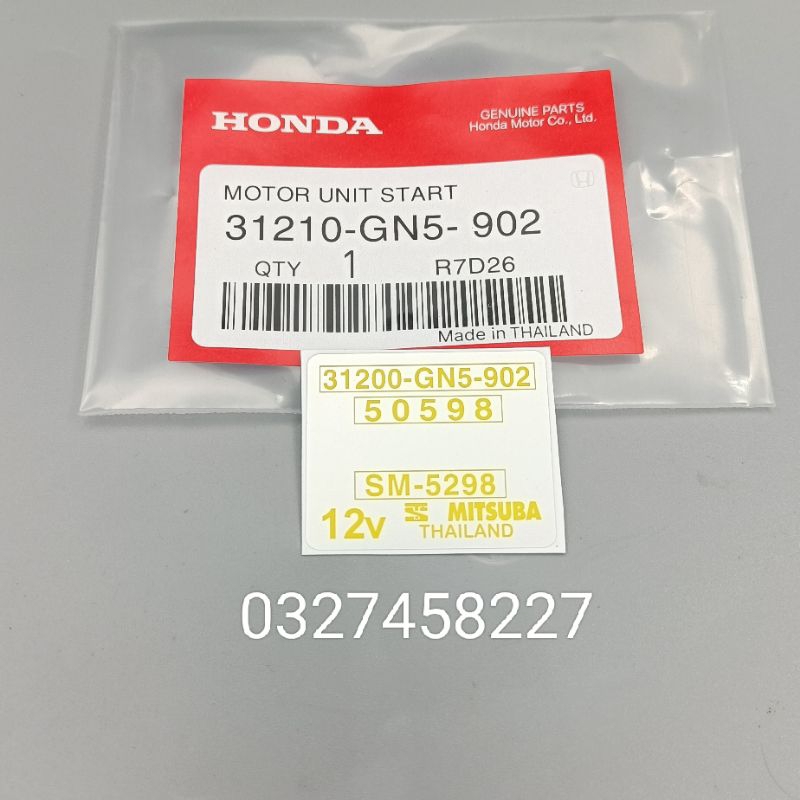 HONDA
GENUINE PARTS
Honda Motor Co., Ltd.
MOTOR UNIT START
31210-GN5- 902
QTY 1 R7D26
Made in THAILAND
31200-GN5-902
50598
SM-5298
12v MITSUBA
THAILAND
0327458227